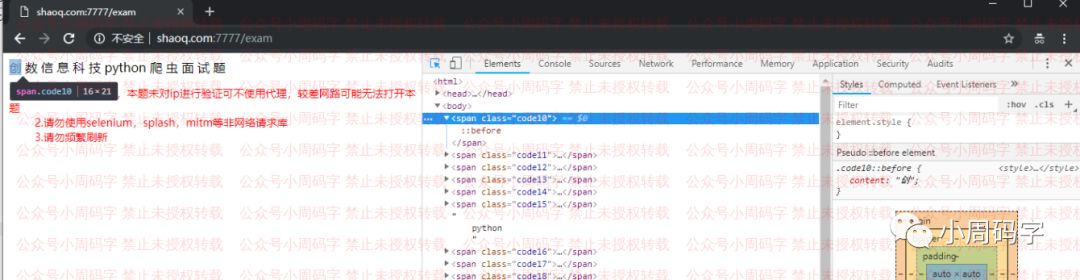 shaoq.com:7777/exam
不安全 | shaoq.com:7777/exam
创 数 信 息 科 技 python 爬 虫 面 试 题
span.code10 | 16×21
本题未对ip进行验证可不使用代理，较差网路可能无法打开本
题
2.请勿使用selenium，splash，mitm等非网络请求库
3.请勿频繁刷新
Elements Console Sources Network Performance Memory Application Security Audits
<html>
<head>…</head>
<body>
<span class="code10"> == $0
::before
</span>
<span class="code11">…</span>
<span class="code12">…</span>
<span class="code13">…</span>
<span class="code14">…</span>
<span class="code15">…</span>
"
python
"
<span class="code16">…</span>
<span class="code17">…</span>
<span class="code18">…</span>
Styles Computed Event Listeners
Filter :hov .cls
element.style {
}
Pseudo ::before element
.code10::before { <style>…</style>
content: "创";
}
padding-
auto × auto
小周码字
公众号小周码字 禁止未授权转载